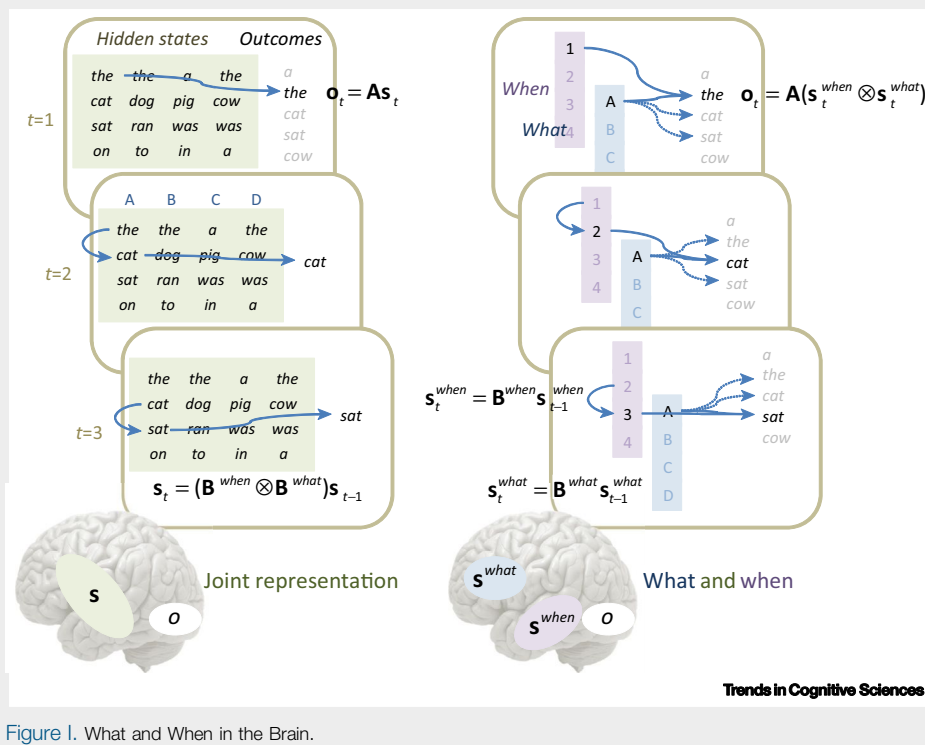 Hidden states Outcomes
the the a the
cat dog pig cow
sat ran was was
on to in a
a
the
cat
sat
cow
o_t = As_t
t=1
A B C D
the the a the
cat dog pig cow
sat ran was was
on to in a
cat
t=2
the the a the
cat dog pig cow
sat ran was was
on to in a
sat
t=3
s_t = (B^when ⊗ B^what)s_{t-1}
s
o
Joint representation
When
1
2
3
4
What
A
B
C
a
the
cat
sat
cow
o_t = A(s_t^when ⊗ s_t^what)
1
2
3
4
A
B
C
a
the
cat
sat
cow
1
2
3
4
A
B
C
D
a
the
cat
sat
cow
s_t^when = B^when s_{t-1}^when
s_t^what = B^what s_{t-1}^what
s^what
s^when
o
What and when
Trends in Cognitive Sciences
Figure I. What and When in the Brain.